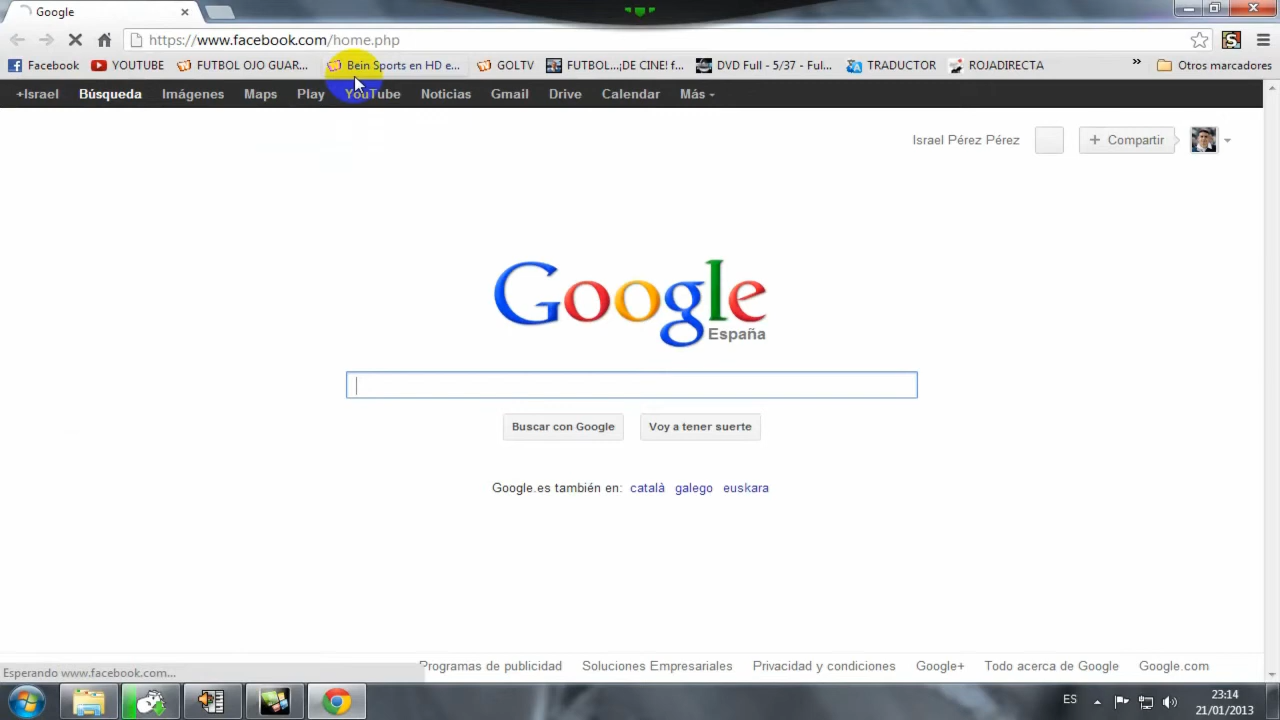 Google
https://www.facebook.com/home.php
Facebook YOUTUBE FUTBOL OJO GUAR... Bein Sports en HD e... GOLTV FUTBOL...¡DE CINE! f... DVD Full - 5/37 - Ful... TRADUCTOR ROJADIRECTA » Otros marcadores
+Israel Búsqueda Imágenes Maps Play YouTube Noticias Gmail Drive Calendar Más
Israel Pérez Pérez + Compartir
Google
España
Buscar con Google Voy a tener suerte
Google.es también en: català galego euskara
Programas de publicidad Soluciones Empresariales Privacidad y condiciones Google+ Todo acerca de Google Google.com
Esperando www.facebook.com...
ES 23:14
21/01/2013